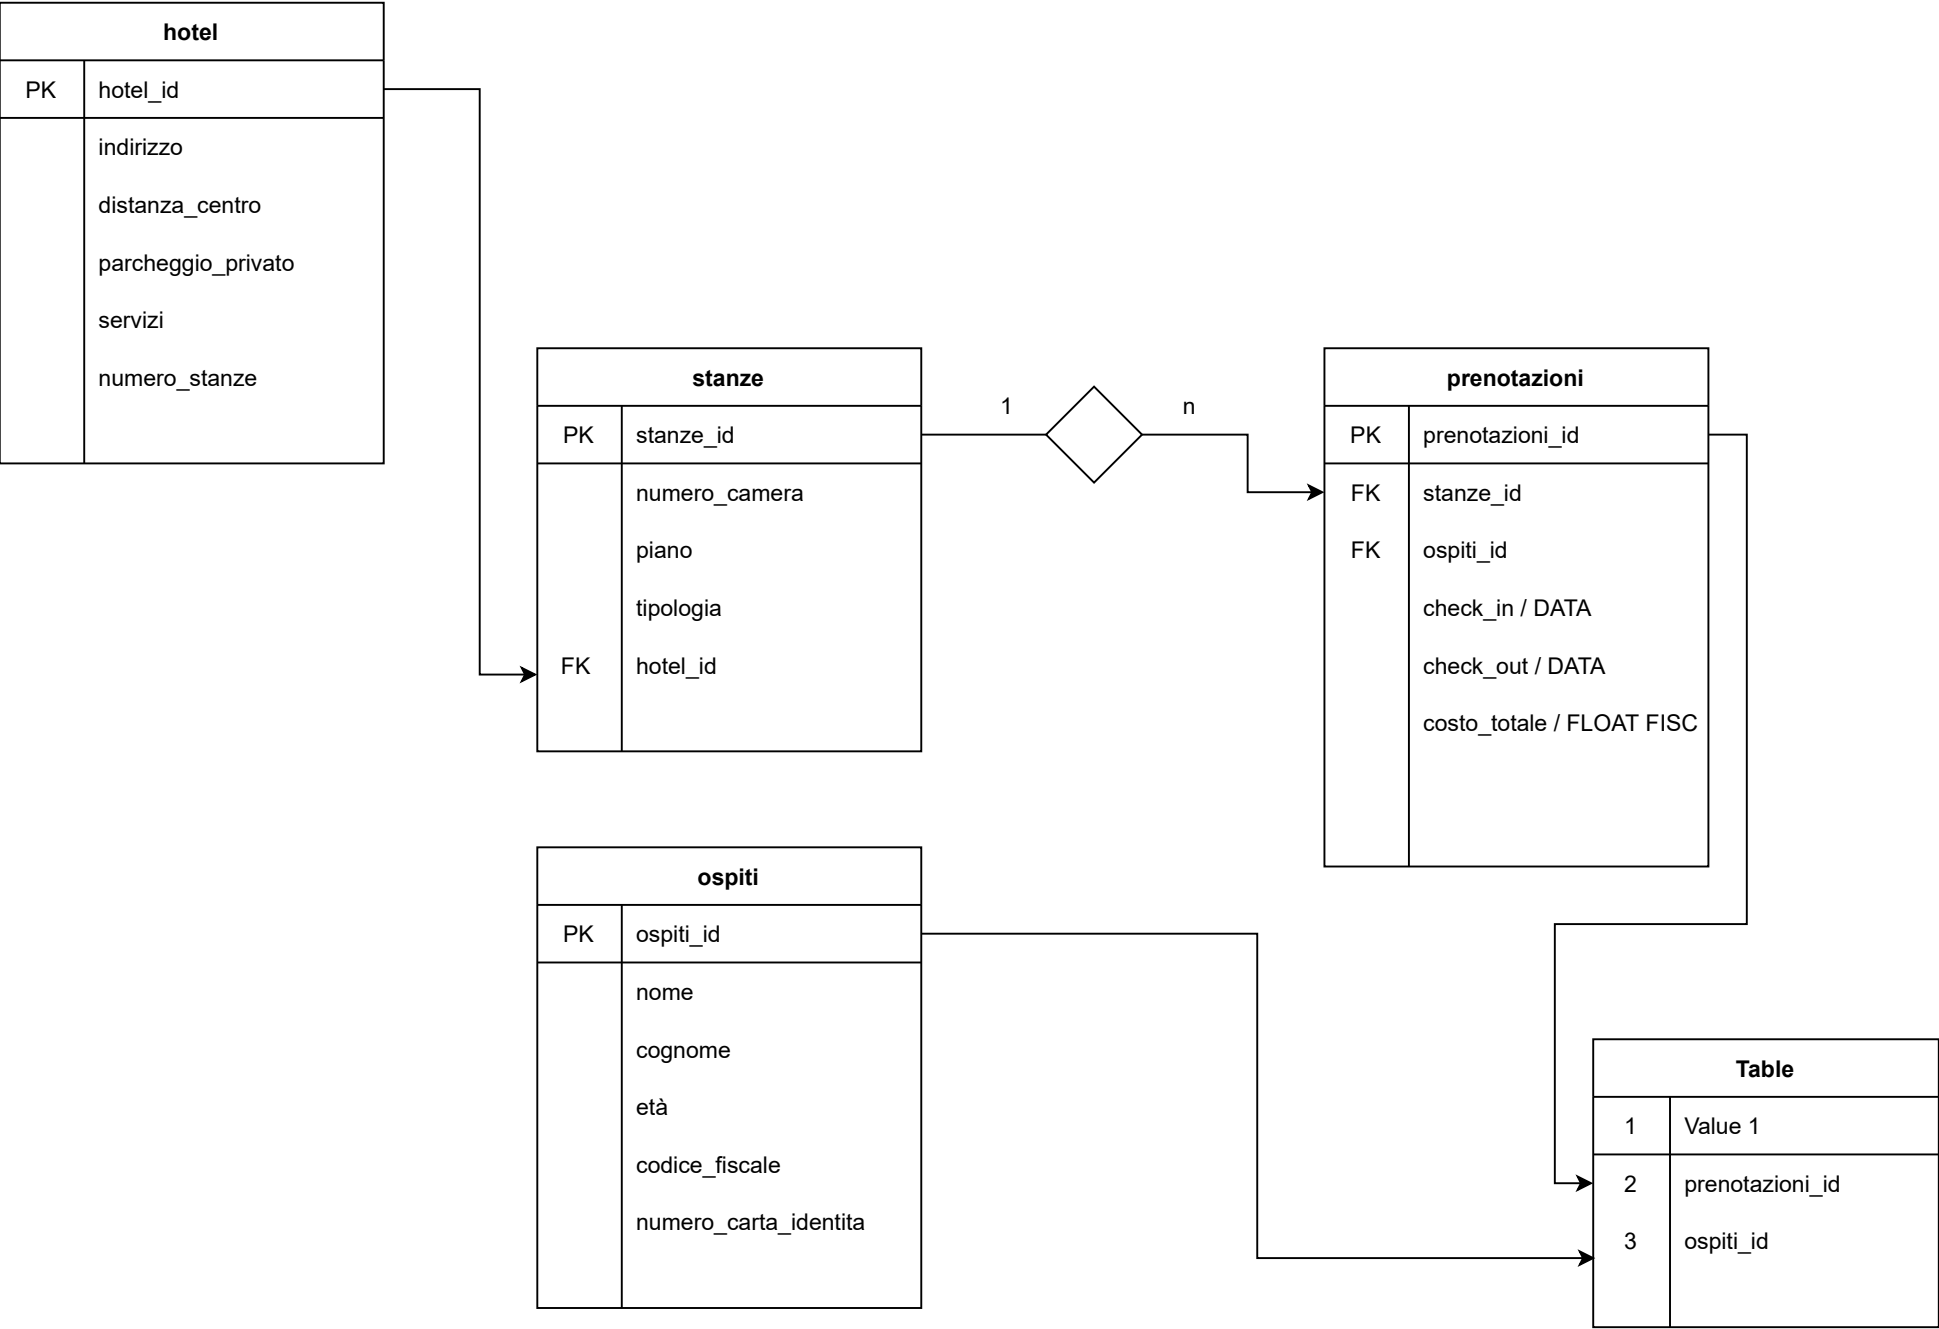 hotel
PK hotel_id
indirizzo
distanza_centro
parcheggio_privato
servizi
numero_stanze
stanze
PK stanze_id
numero_camera
piano
tipologia
FK hotel_id
1
n
prenotazioni
PK prenotazioni_id
FK stanze_id
FK ospiti_id
check_in / DATA
check_out / DATA
costo_totale / FLOAT FISC
ospiti
PK ospiti_id
nome
cognome
età
codice_fiscale
numero_carta_identita
Table
1 Value 1
2 prenotazioni_id
3 ospiti_id